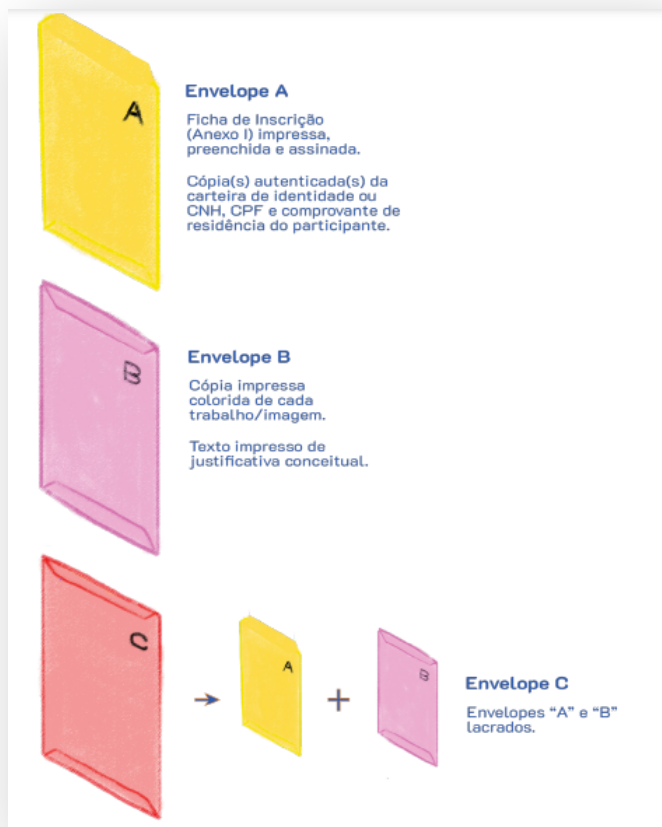 A
Envelope A
Ficha de Inscrição
(Anexo I) impressa,
preenchida e assinada.
Cópia(s) autenticada(s) da
carteira de identidade ou
CNH, CPF e comprovante de
residência do participante.
B
Envelope B
Cópia impressa
colorida de cada
trabalho/imagem.
Texto impresso de
justificativa conceitual.
C
A
+
B
Envelope C
Envelopes “A” e “B”
lacrados.